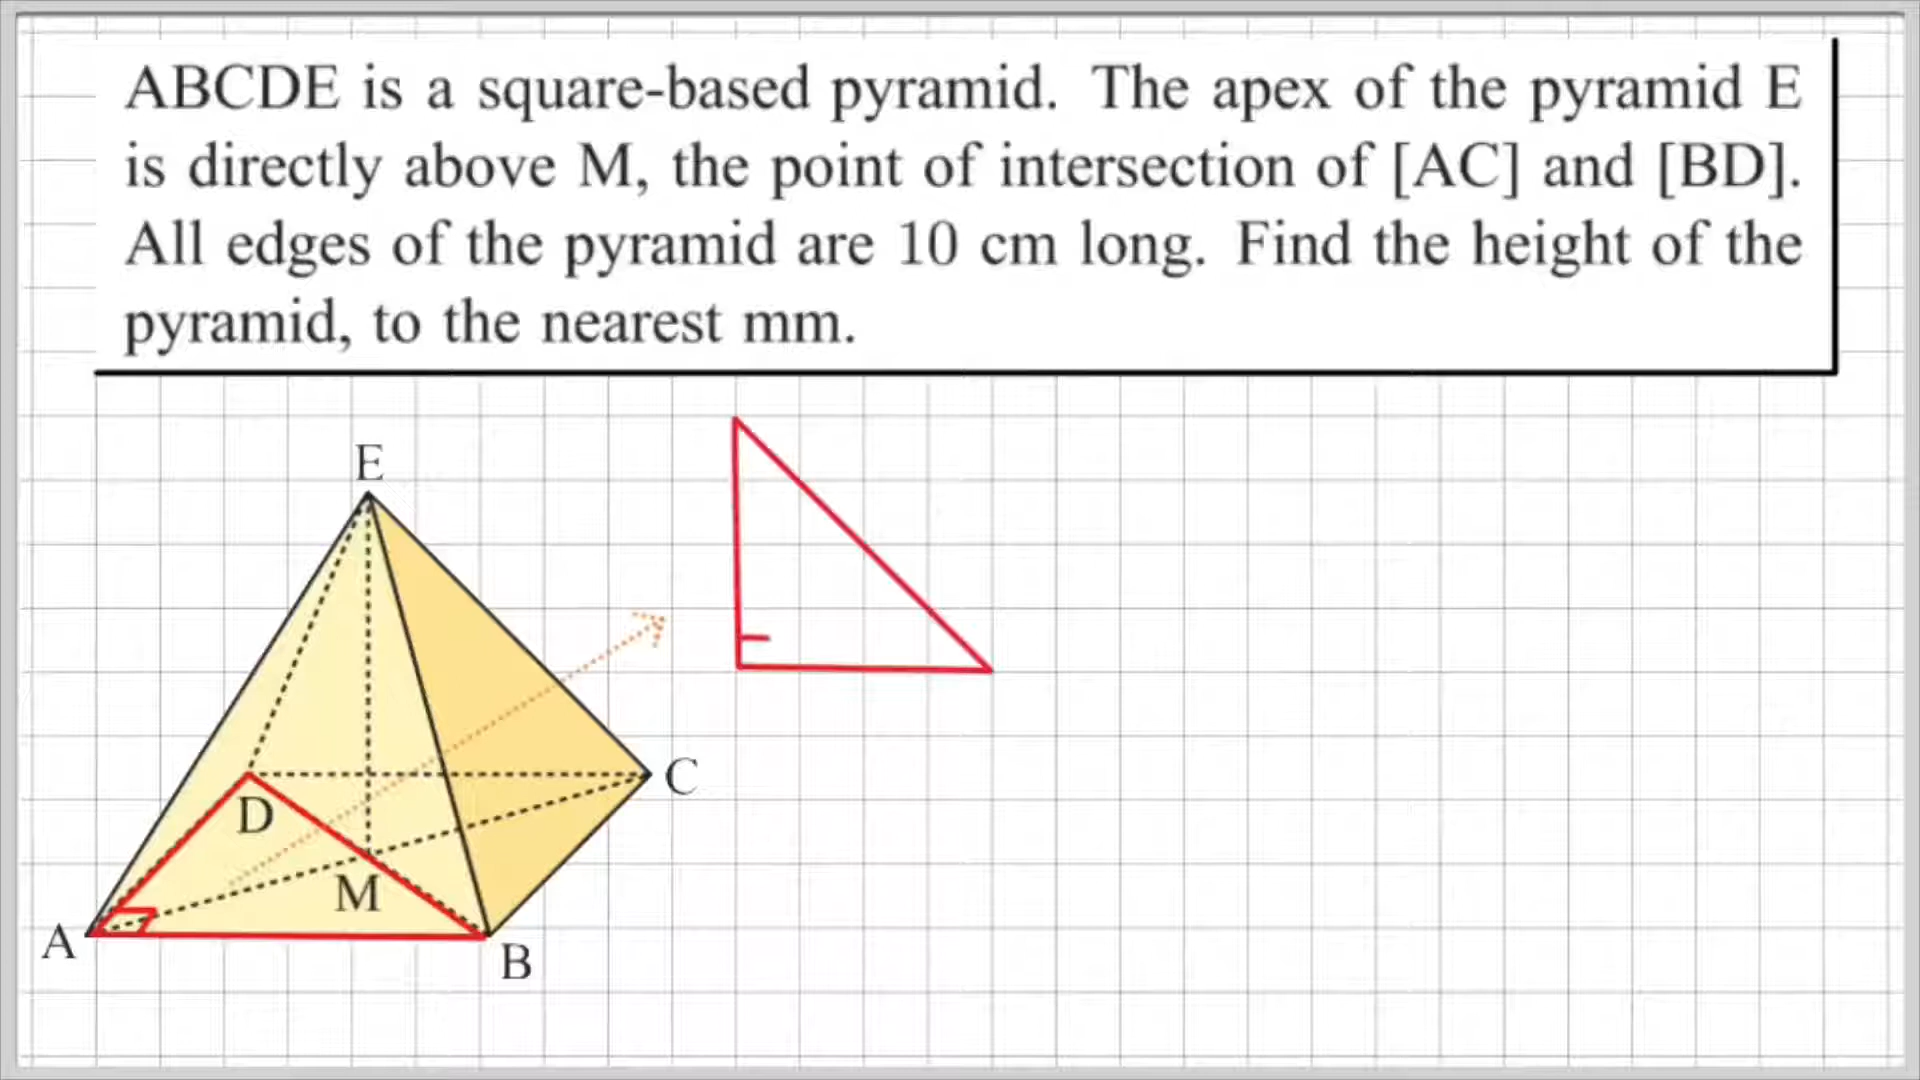 ABCDE is a square-based pyramid. The apex of the pyramid E
is directly above M, the point of intersection of [AC] and [BD].
All edges of the pyramid are 10 cm long. Find the height of the
pyramid, to the nearest mm.
E
C
D
M
A
B